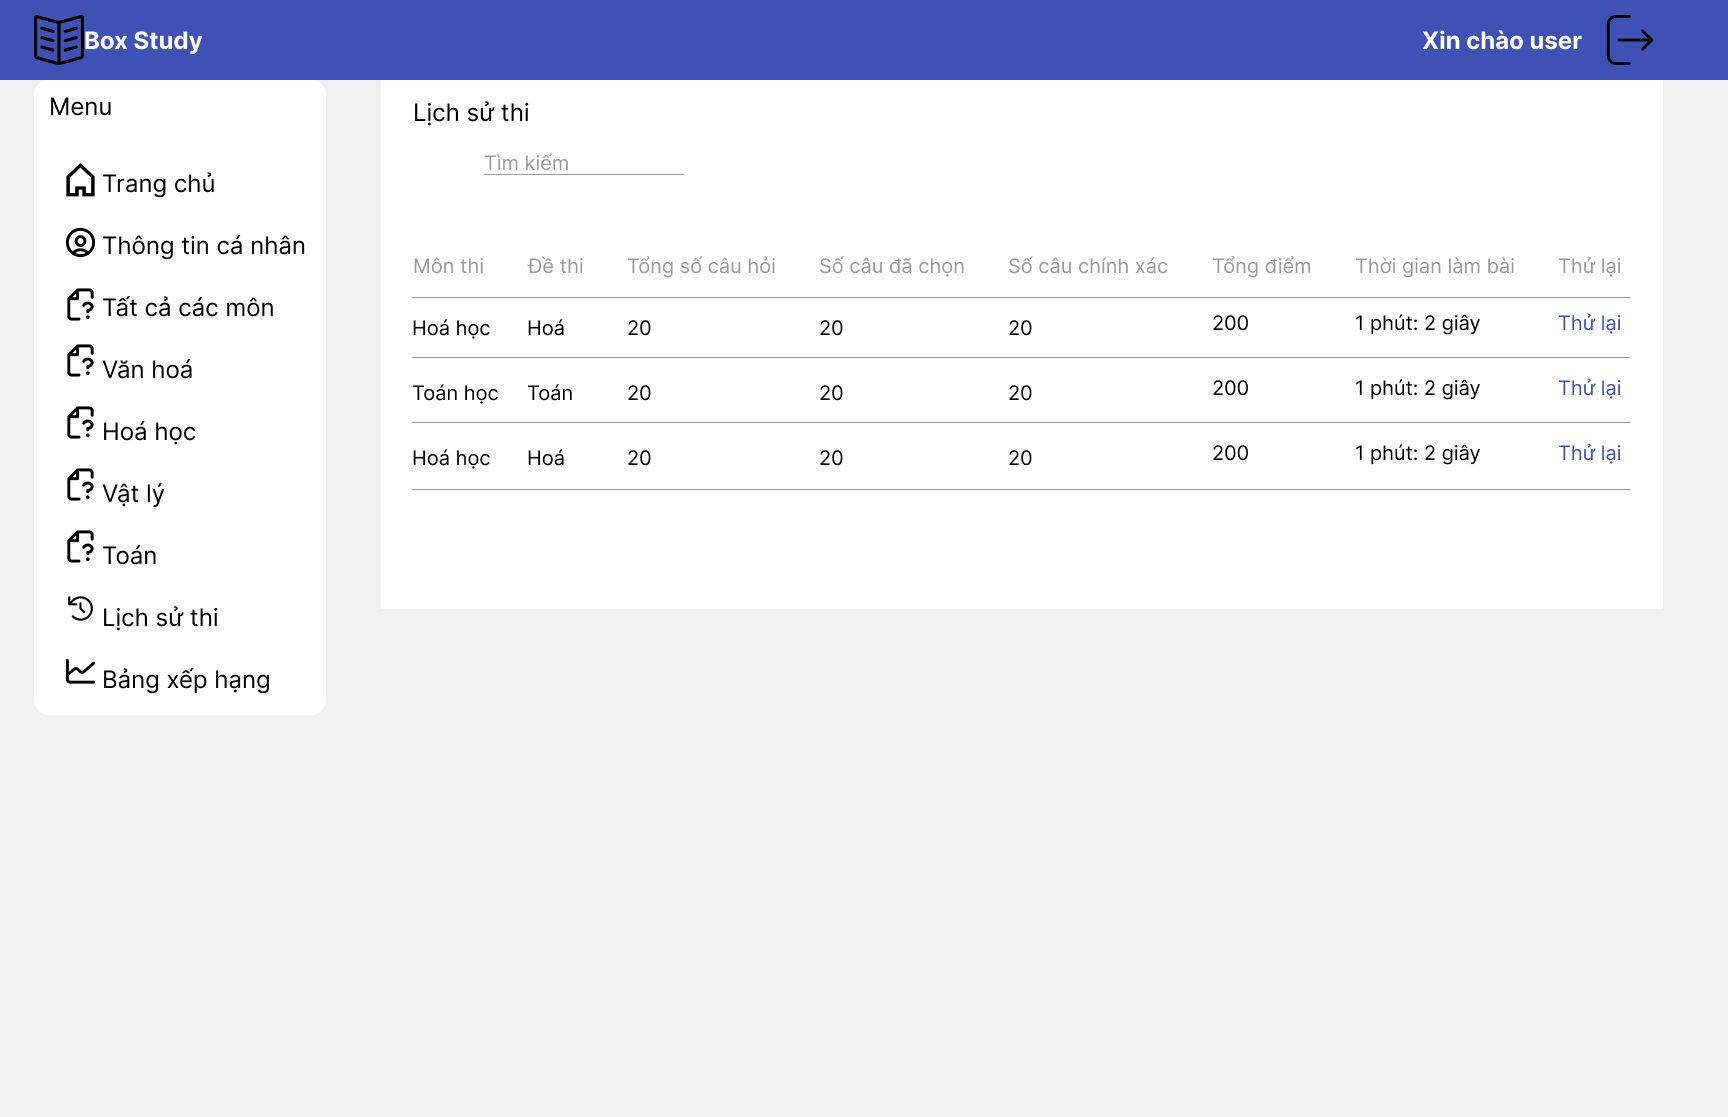 Box Study
Xin chào user
Menu
Trang chủ
Thông tin cá nhân
Tất cả các môn
Văn hoá
Hoá học
Vật lý
Toán
Lịch sử thi
Bảng xếp hạng
Lịch sử thi
Tìm kiếm
Môn thi Đề thi Tổng số câu hỏi Số câu đã chọn Số câu chính xác Tổng điểm Thời gian làm bài Thử lại
Hoá học Hoá 20 20 20 200 1 phút: 2 giây Thử lại
Toán học Toán 20 20 20 200 1 phút: 2 giây Thử lại
Hoá học Hoá 20 20 20 200 1 phút: 2 giây Thử lại